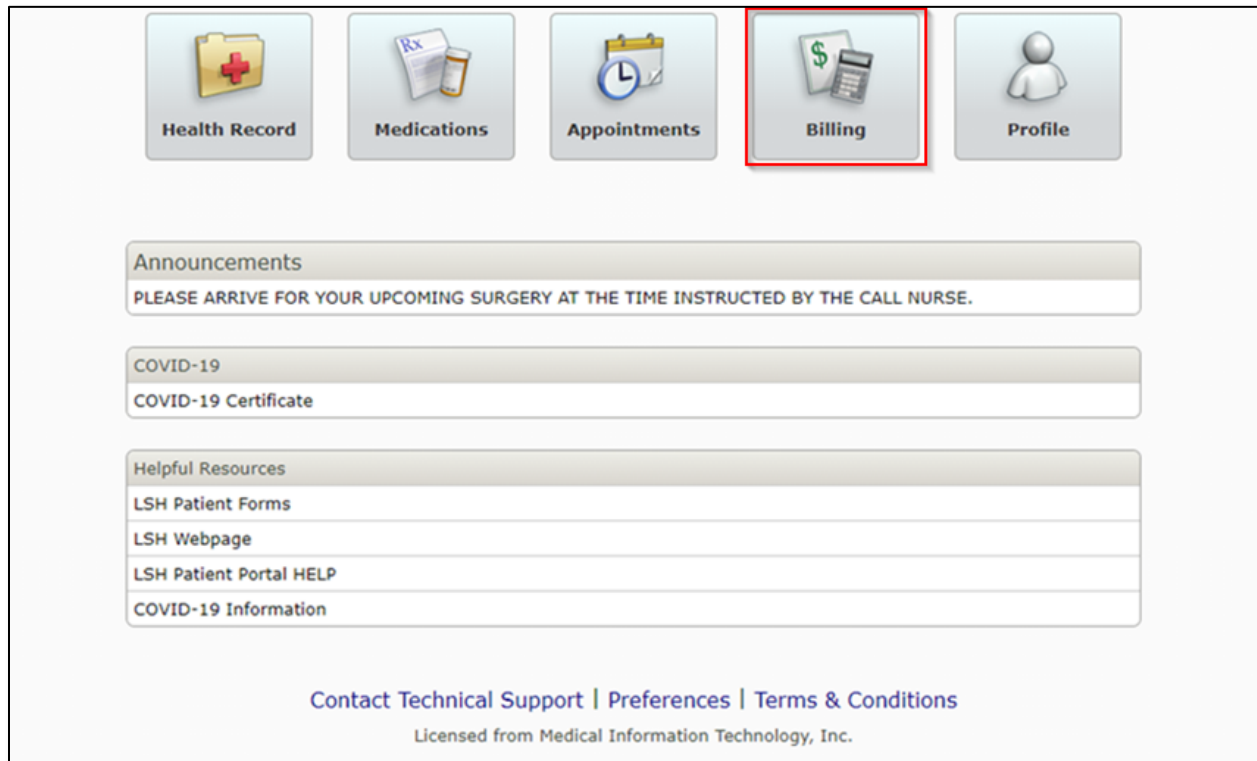 Health Record
Medications
Appointments
Billing
Profile
Announcements
PLEASE ARRIVE FOR YOUR UPCOMING SURGERY AT THE TIME INSTRUCTED BY THE CALL NURSE.
COVID-19
COVID-19 Certificate
Helpful Resources
LSH Patient Forms
LSH Webpage
LSH Patient Portal HELP
COVID-19 Information
Contact Technical Support | Preferences | Terms & Conditions
Licensed from Medical Information Technology, Inc.